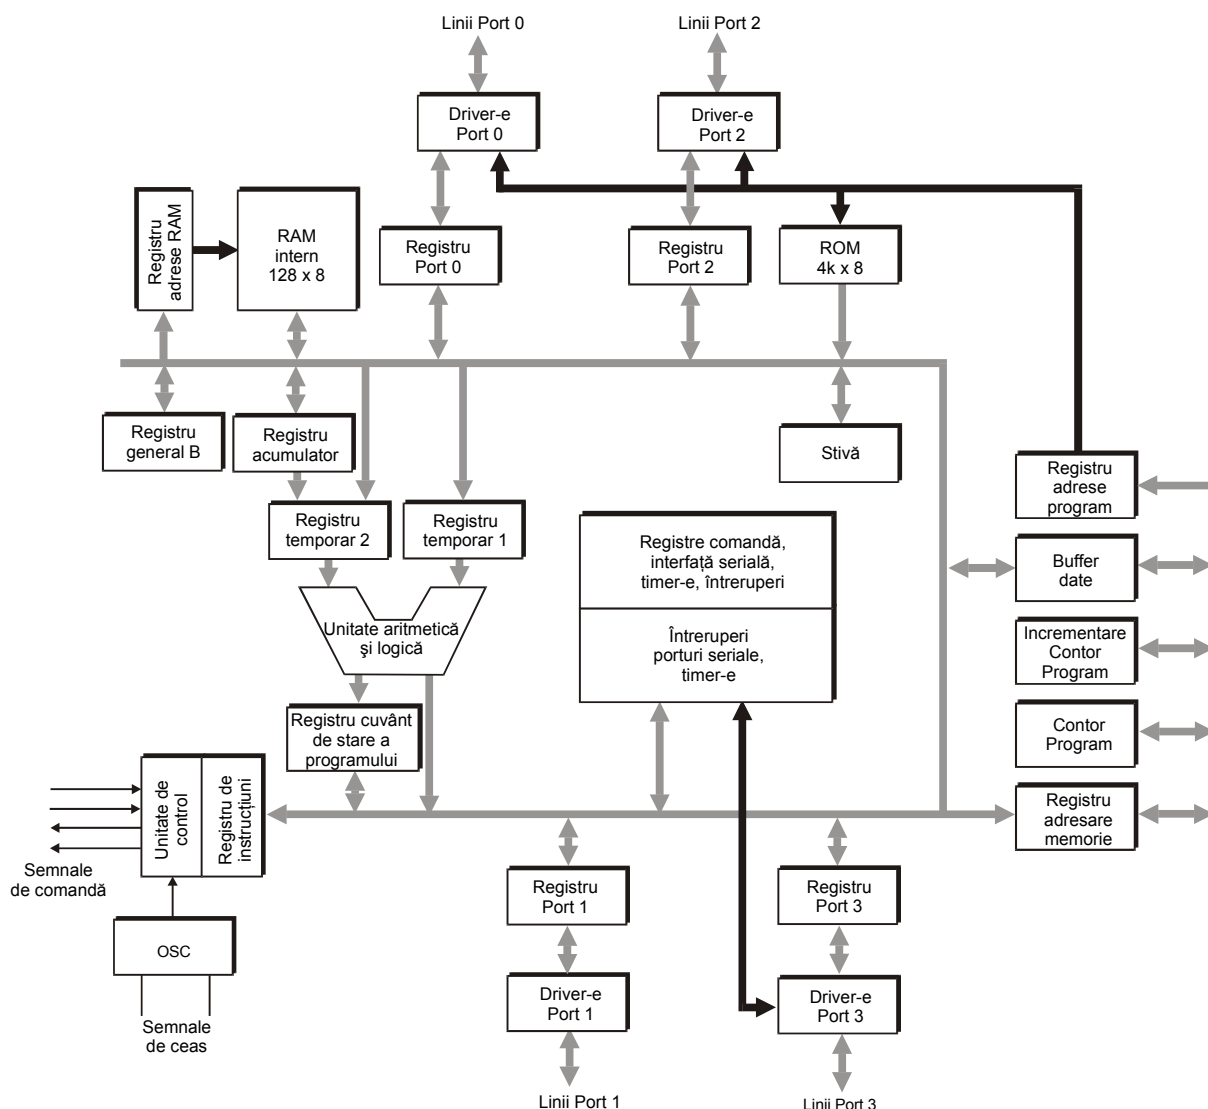 Linii Port 0
Linii Port 2
Driver-e
Port 0
Driver-e
Port 2
Registru
adrese RAM
RAM
intern
128 x 8
Registru
Port 0
Registru
Port 2
ROM
4k x 8
Registru
general B
Registru
acumulator
Stivă
Registru
adrese
program
Registru
temporar 2
Registru
temporar 1
Registre comandă,
interfaţă serială,
timer-e, întreruperi
Buffer
date
Unitate aritmetică
şi logică
Întreruperi
porturi seriale,
timer-e
Incrementare
Contor
Program
Registru cuvânt
de stare a
programului
Contor
Program
Unitate de
control
Registru de
instrucţiuni
Registru
adresare
memorie
Semnale
de comandă
Registru
Port 1
Registru
Port 3
OSC
Driver-e
Port 1
Driver-e
Port 3
Semnale
de ceas
Linii Port 1
Linii Port 3